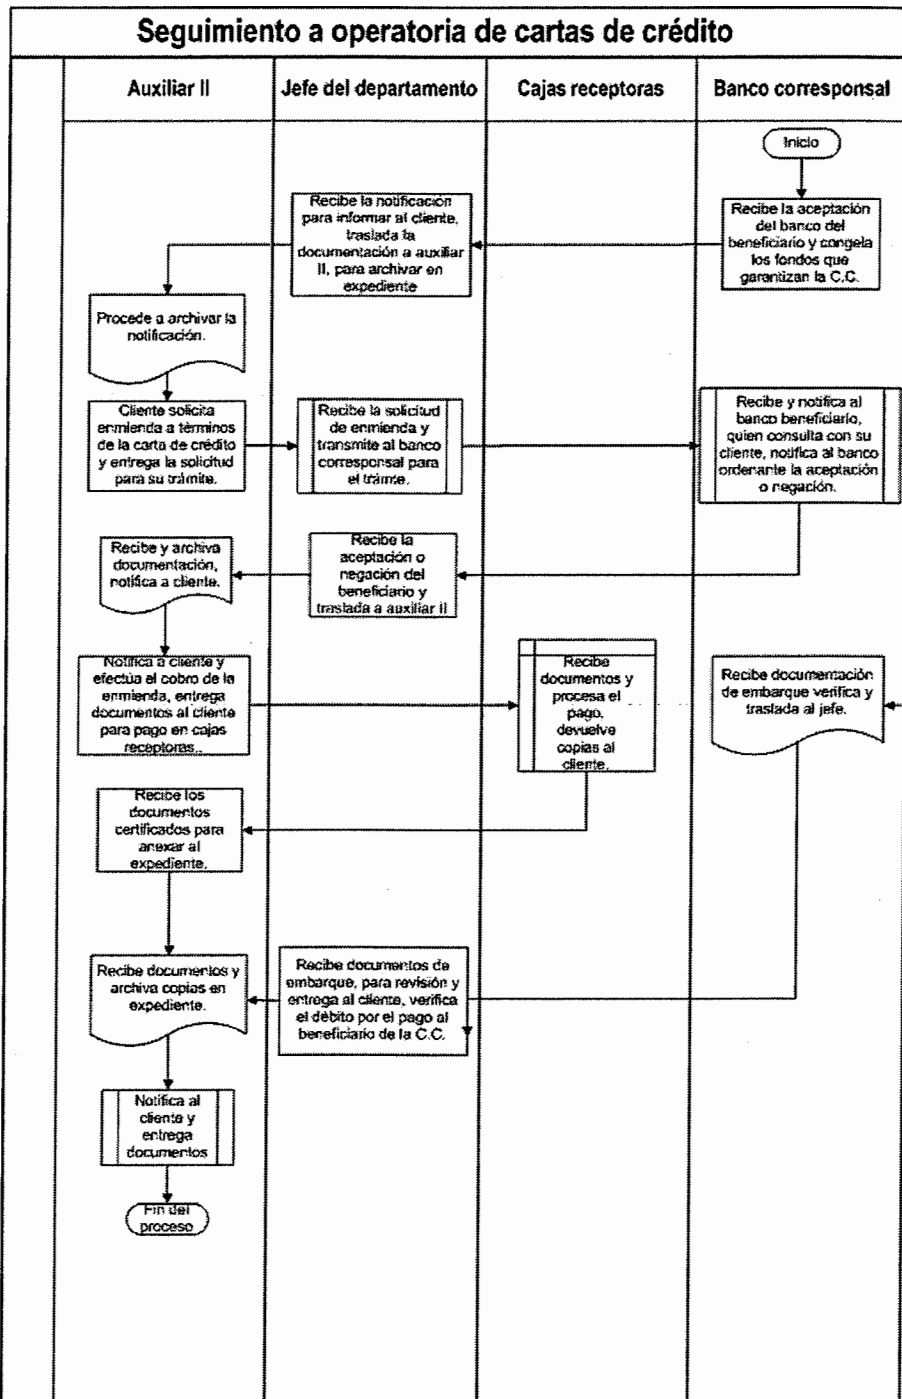 Seguimiento a operatoria de cartas de crédito
Auxiliar II
Jefe del departamento
Cajas receptoras
Banco corresponsal
Inicio
Recibe la aceptación
del banco del
beneficiario y congela
los fondos que
garantizan la C.C.
Recibe la notificación
para informar al cliente,
traslada la
documentación a auxiliar
II, para archivar en
expediente
Procede a archivar la
notificación.
Cliente solicita
enmienda a términos
de la carta de crédito
y entrega la solicitud
para su trámite.
Recibe la solicitud
de enmienda y
transmite al banco
corresponsal para
el trámte.
Recibe y notifica al
banco beneficiario,
quien consulta con su
cliente, notifica al banco
ordenante la aceptación
o negación.
Recibe la
aceptación o
negación del
beneficiario y
traslada a auxiliar II
Recibe y archiva
documentación,
notifica a cliente.
Notifica a cliente y
efectúa el cobro de la
enmienda, entrega
documentos al cliente
para pago en cajas
receptoras..
Recibe
documentos y
procesa el
pago,
devuelve
copias al
cliente.
Recibe documentación
de embarque verifica y
traslada al jefe.
Recibe los
documentos
certificados para
anexar al
expediente.
Recibe documentos de
embarque, para revisión y
entrega al cliente, verifica
el débito por el pago al
beneficiario de la C.C.
Recibe documentos y
archiva copias en
expediente.
Notifica al
cliente y
entrega
documentos
Fin del
proceso